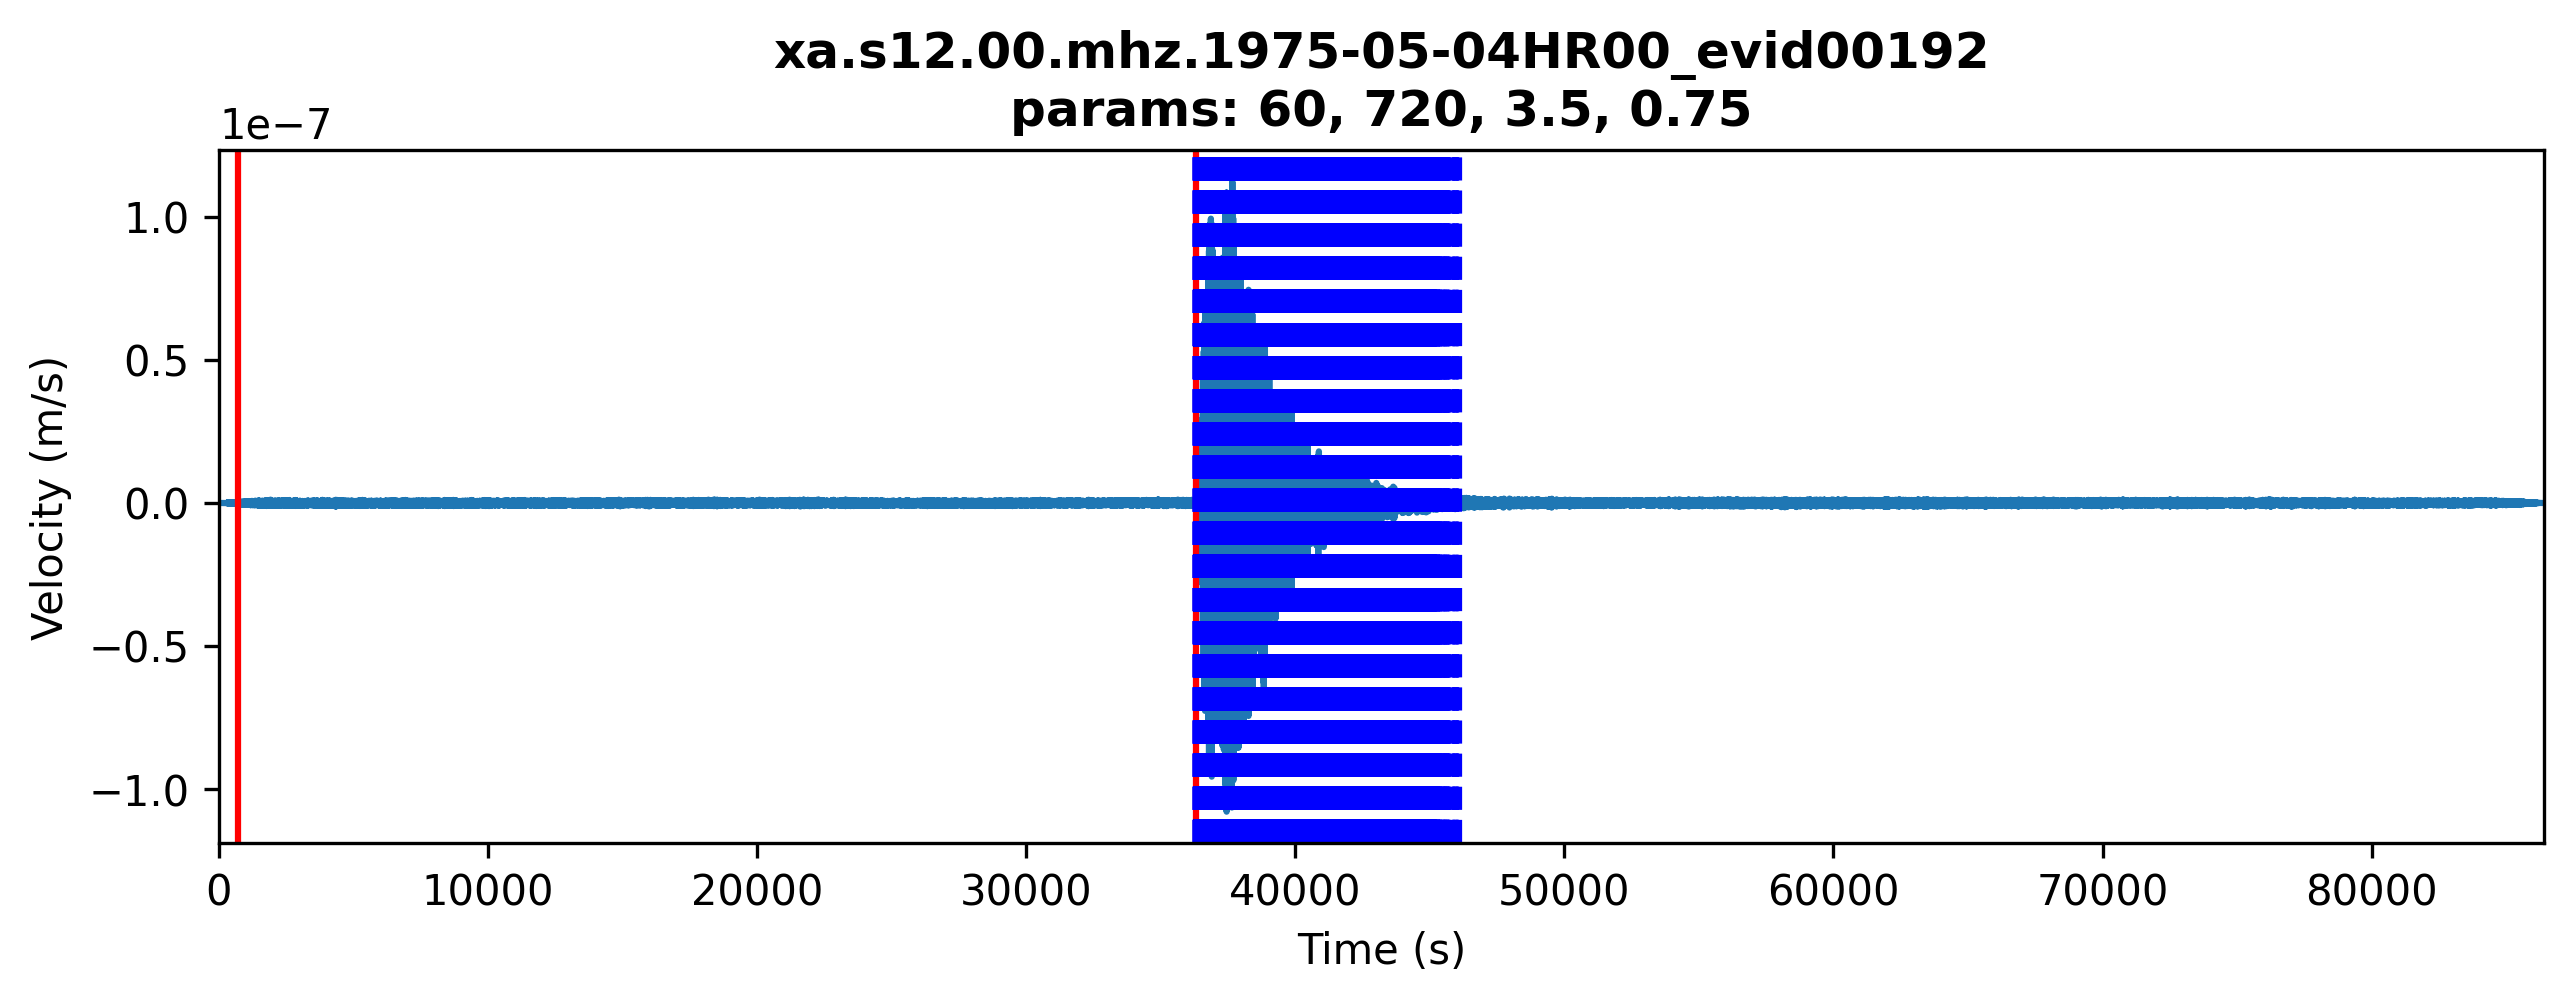 xa.s12.00.mhz.1975-05-04HR00_evid00192
params: 60, 720, 3.5, 0.75
1e−7
1.0
0.5
0.0
−0.5
−1.0
Velocity (m/s)
0 10000 20000 30000 40000 50000 60000 70000 80000
Time (s)